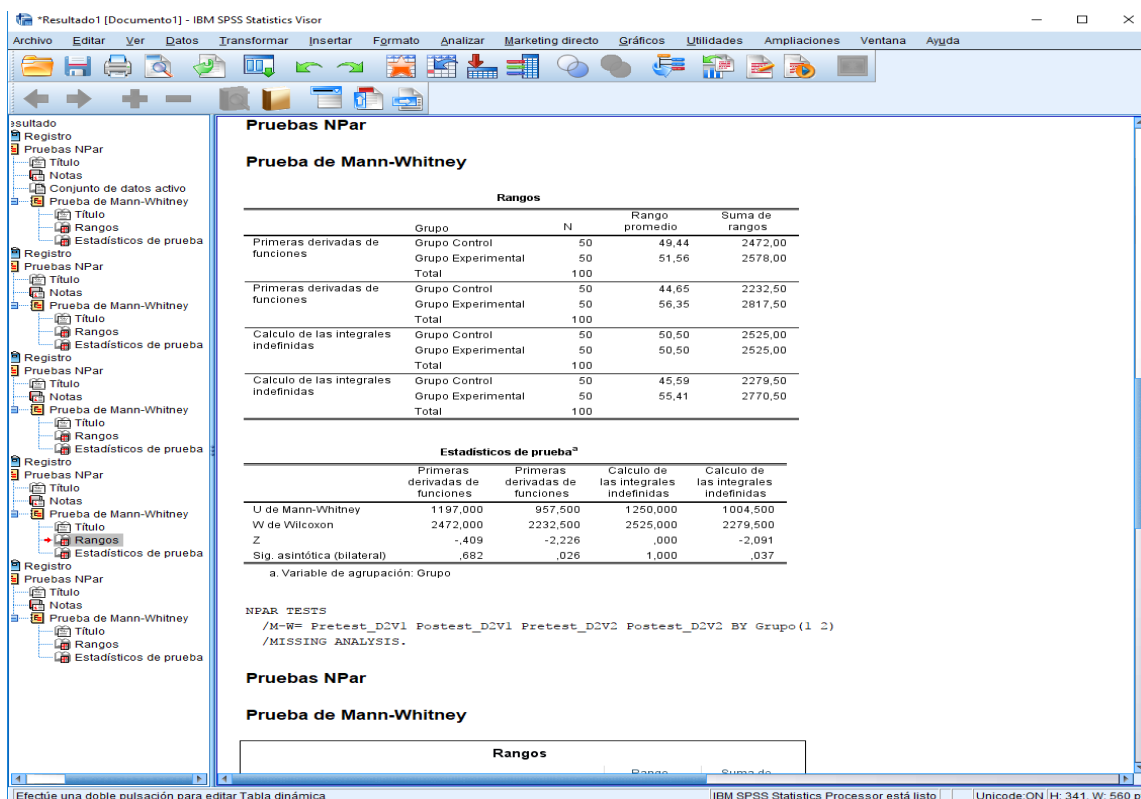 *Resultado1 [Documento1] - IBM SPSS Statistics Visor
Archivo Editar Ver Datos Transformar Insertar Formato Analizar Marketing directo Gráficos Utilidades Ampliaciones Ventana Ayuda
esultado
Registro
Pruebas NPar
Título
Notas
Conjunto de datos activo
Prueba de Mann-Whitney
Título
Rangos
Estadísticos de prueba
Registro
Pruebas NPar
Título
Notas
Prueba de Mann-Whitney
Título
Rangos
Estadísticos de prueba
Registro
Pruebas NPar
Título
Notas
Prueba de Mann-Whitney
Título
Rangos
Estadísticos de prueba
Registro
Pruebas NPar
Título
Notas
Prueba de Mann-Whitney
Título
Rangos
Estadísticos de prueba
Registro
Pruebas NPar
Título
Notas
Prueba de Mann-Whitney
Título
Rangos
Estadísticos de prueba
Pruebas NPar
Prueba de Mann-Whitney
Rangos
Grupo N Rango promedio Suma de rangos
Primeras derivadas de funciones Grupo Control 50 49,44 2472,00
Grupo Experimental 50 51,56 2578,00
Total 100
Primeras derivadas de funciones Grupo Control 50 44,65 2232,50
Grupo Experimental 50 56,35 2817,50
Total 100
Calculo de las integrales indefinidas Grupo Control 50 50,50 2525,00
Grupo Experimental 50 50,50 2525,00
Total 100
Calculo de las integrales indefinidas Grupo Control 50 45,59 2279,50
Grupo Experimental 50 55,41 2770,50
Total 100
Estadísticos de pruebaª
Primeras derivadas de funciones Primeras derivadas de funciones Calculo de las integrales indefinidas Calculo de las integrales indefinidas
U de Mann-Whitney 1197,000 957,500 1250,000 1004,500
W de Wilcoxon 2472,000 2232,500 2525,000 2279,500
Z -,409 -2,226 ,000 -2,091
Sig. asintótica (bilateral) ,682 ,026 1,000 ,037
a. Variable de agrupación: Grupo
NPAR TESTS
/M-W= Pretest_D2V1 Postest_D2V1 Pretest_D2V2 Postest_D2V2 BY Grupo(1 2)
/MISSING ANALYSIS.
Pruebas NPar
Prueba de Mann-Whitney
Rangos
Rango Suma de
Efectúe una doble pulsación para editar Tabla dinámica
IBM SPSS Statistics Processor está listo
Unicode:ON H: 341, W: 560 p